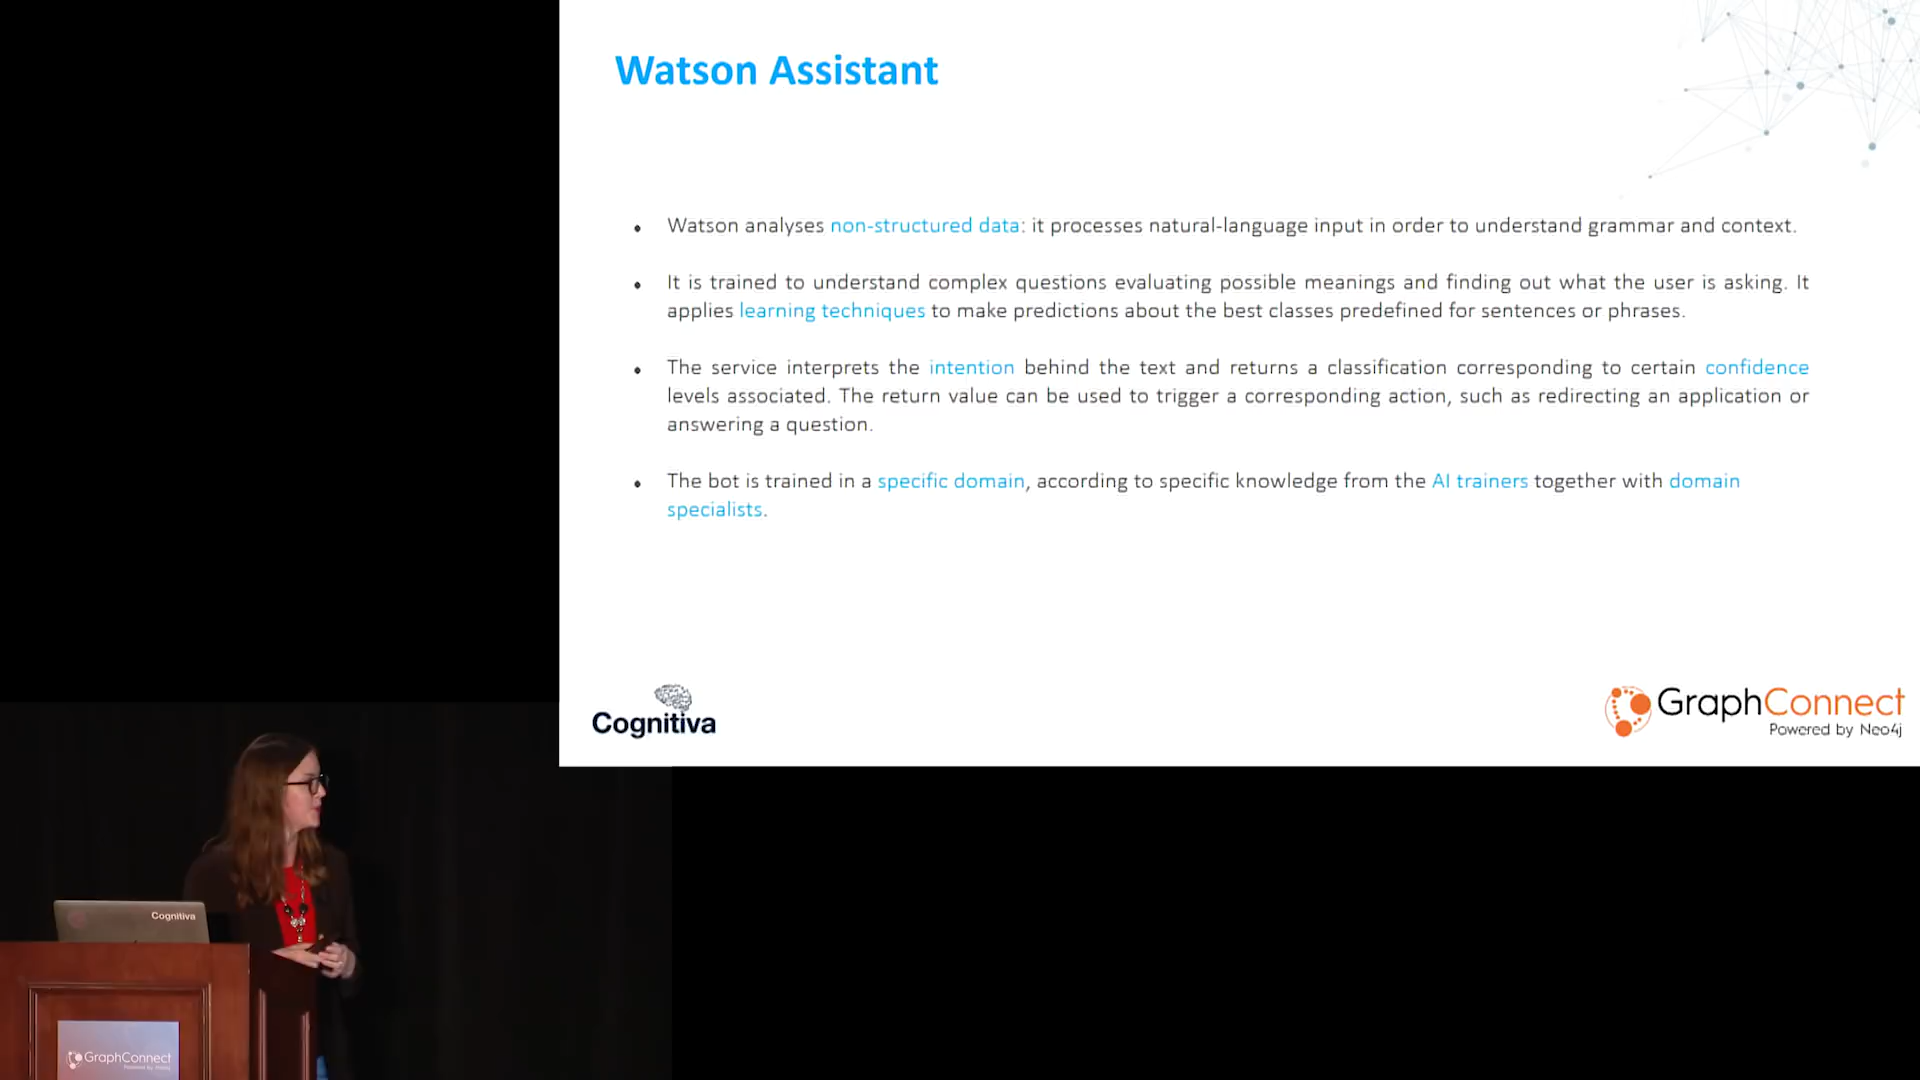 Watson Assistant
• Watson analyses non-structured data: it processes natural-language input in order to understand grammar and context.
• It is trained to understand complex questions evaluating possible meanings and finding out what the user is asking. It
applies learning techniques to make predictions about the best classes predefined for sentences or phrases.
• The service interprets the intention behind the text and returns a classification corresponding to certain confidence
levels associated. The return value can be used to trigger a corresponding action, such as redirecting an application or
answering a question.
• The bot is trained in a specific domain, according to specific knowledge from the AI trainers together with domain
specialists.
Cognitiva
GraphConnect
Powered by Neo4j
Cognitiva
GraphConnect
Powered by Neo4j